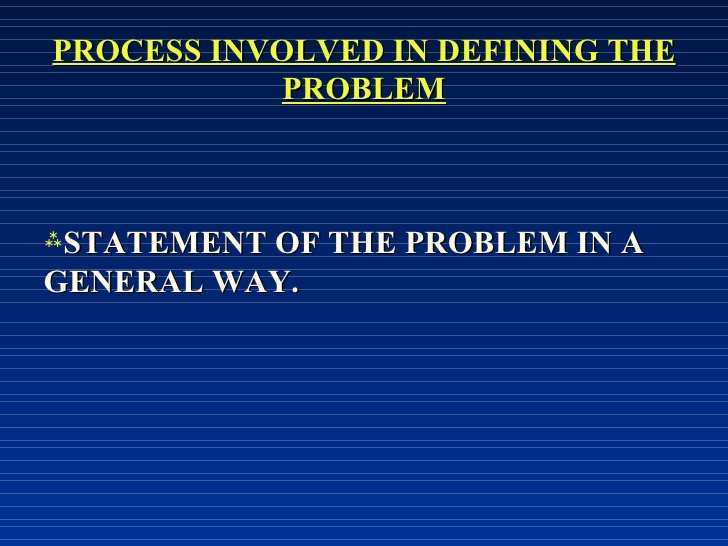 PROCESS INVOLVED IN DEFINING THE
PROBLEM
⁂STATEMENT OF THE PROBLEM IN A
GENERAL WAY.